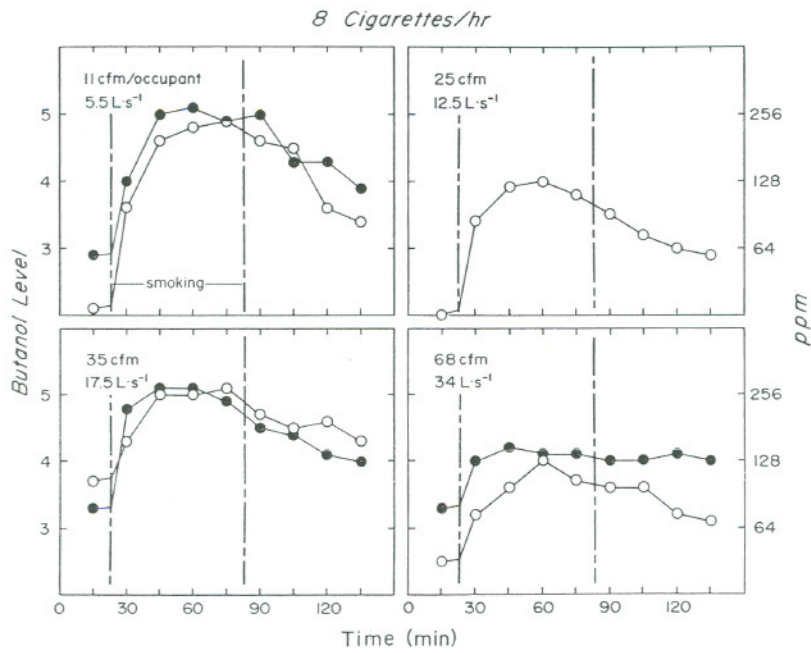 8 Cigarettes/hr
11 cfm/occupant
5.5 L·s⁻¹
25 cfm
12.5 L·s⁻¹
5
4
3
256
128
64
smoking
Butanol Level
ppm
35 cfm
17.5 L·s⁻¹
68 cfm
34 L·s⁻¹
5
4
3
256
128
64
0 30 60 90 120 0 30 60 90 120
Time (min)